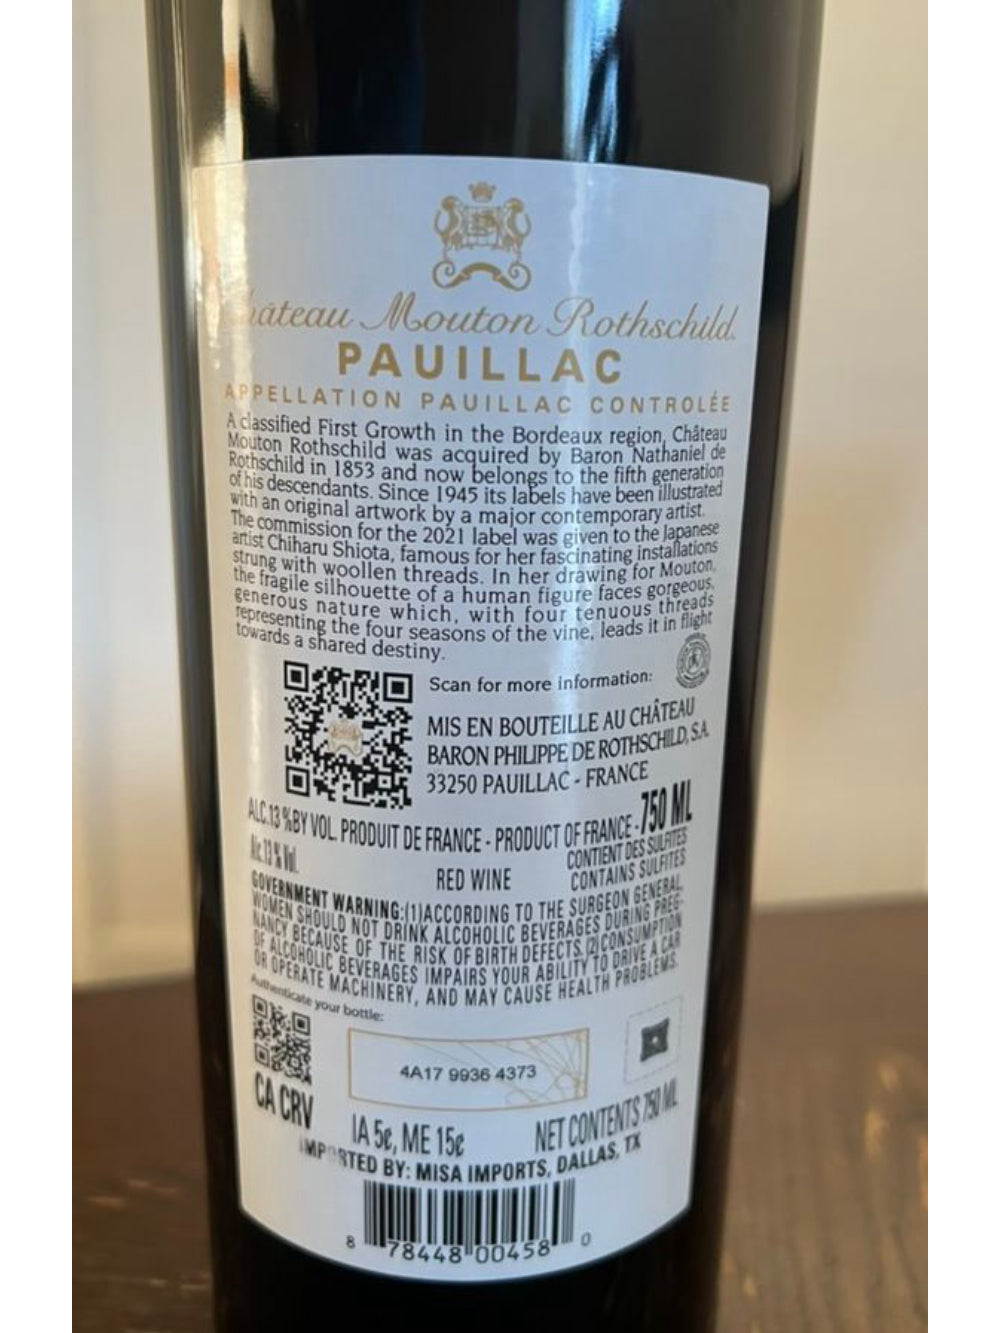 Château Mouton Rothschild
PAUILLAC
APPELLATION PAUILLAC CONTROLÉE
A classified First Growth in the Bordeaux region, Château
Mouton Rothschild was acquired by Baron Nathaniel de
Rothschild in 1853 and now belongs to the fifth generation
of his descendants. Since 1945 its labels have been illustrated
with an original artwork by a major contemporary artist.
The commission for the 2021 label was given to the Japanese
artist Chiharu Shiota, famous for her fascinating installations
strung with woollen threads. In her drawing for Mouton,
the fragile silhouette of a human figure faces gorgeous,
generous nature which, with four tenuous threads
representing the four seasons of the vine, leads it in flight
towards a shared destiny.
Scan for more information:
MIS EN BOUTEILLE AU CHÂTEAU
BARON PHILIPPE DE ROTHSCHILD, S.A.
33250 PAUILLAC - FRANCE
ALC.13 %BY VOL. PRODUIT DE FRANCE - PRODUCT OF FRANCE - 750 ML
Alc.13 % Vol.
RED WINE
CONTIENT DES SULFITES
CONTAINS SULFITES
GOVERNMENT WARNING:(1)ACCORDING TO THE SURGEON GENERAL,
WOMEN SHOULD NOT DRINK ALCOHOLIC BEVERAGES DURING PREG-
NANCY BECAUSE OF THE RISK OF BIRTH DEFECTS.(2)CONSUMPTION
OF ALCOHOLIC BEVERAGES IMPAIRS YOUR ABILITY TO DRIVE A CAR
OR OPERATE MACHINERY, AND MAY CAUSE HEALTH PROBLEMS.
Authenticate your bottle:
4A17 9936 4373
CA CRV
IA 5¢, ME 15¢
NET CONTENTS 750 ML
IMPORTED BY: MISA IMPORTS, DALLAS, TX
8 78448 00458 0